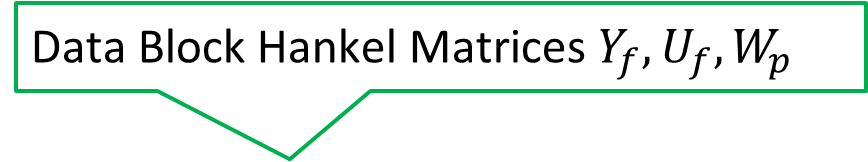 Data Block Hankel Matrices $Y_f, U_f, W_p$